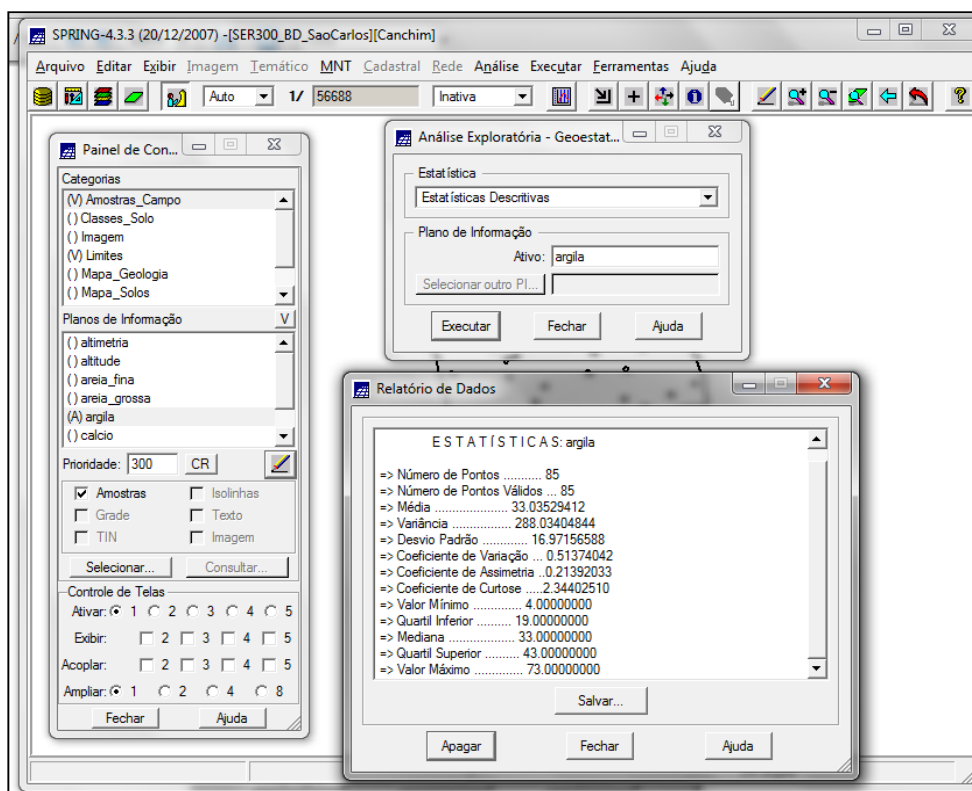 SPRING-4.3.3 (20/12/2007) -[SER300_BD_SaoCarlos][Canchim]
Arquivo Editar Exibir Imagem Temático MNT Cadastral Rede Análise Executar Ferramentas Ajuda
Auto 1/ 56688 Inativa
Painel de Con...
Categorias
(V) Amostras_Campo
( ) Classes_Solo
( ) Imagem
(V) Limites
( ) Mapa_Geologia
( ) Mapa_Solos
Planos de Informação V
( ) altimetria
( ) altitude
( ) areia_fina
( ) areia_grossa
(A) argila
( ) calcio
Prioridade: 300 CR
Amostras Isolinhas
Grade Texto
TIN Imagem
Selecionar... Consultar...
Controle de Telas
Ativar: 1 2 3 4 5
Exibir: 2 3 4 5
Acoplar: 2 3 4 5
Ampliar: 1 2 4 8
Fechar Ajuda
Análise Exploratória - Geoestat...
Estatística
Estatísticas Descritivas
Plano de Informação
Ativo: argila
Selecionar outro PI...
Executar Fechar Ajuda
Relatório de Dados
E S T A T Í S T I C A S: argila
=> Número de Pontos .......... 85
=> Número de Pontos Válidos ... 85
=> Média ..................... 33.03529412
=> Variância ................. 288.03404844
=> Desvio Padrão ............. 16.97156588
=> Coeficiente de Variação ... 0.51374042
=> Coeficiente de Assimetria ..0.21392033
=> Coeficiente de Curtose .....2.34402510
=> Valor Mínimo .............. 4.00000000
=> Quartil Inferior .......... 19.00000000
=> Mediana ................... 33.00000000
=> Quartil Superior .......... 43.00000000
=> Valor Máximo .............. 73.00000000
Salvar...
Apagar Fechar Ajuda